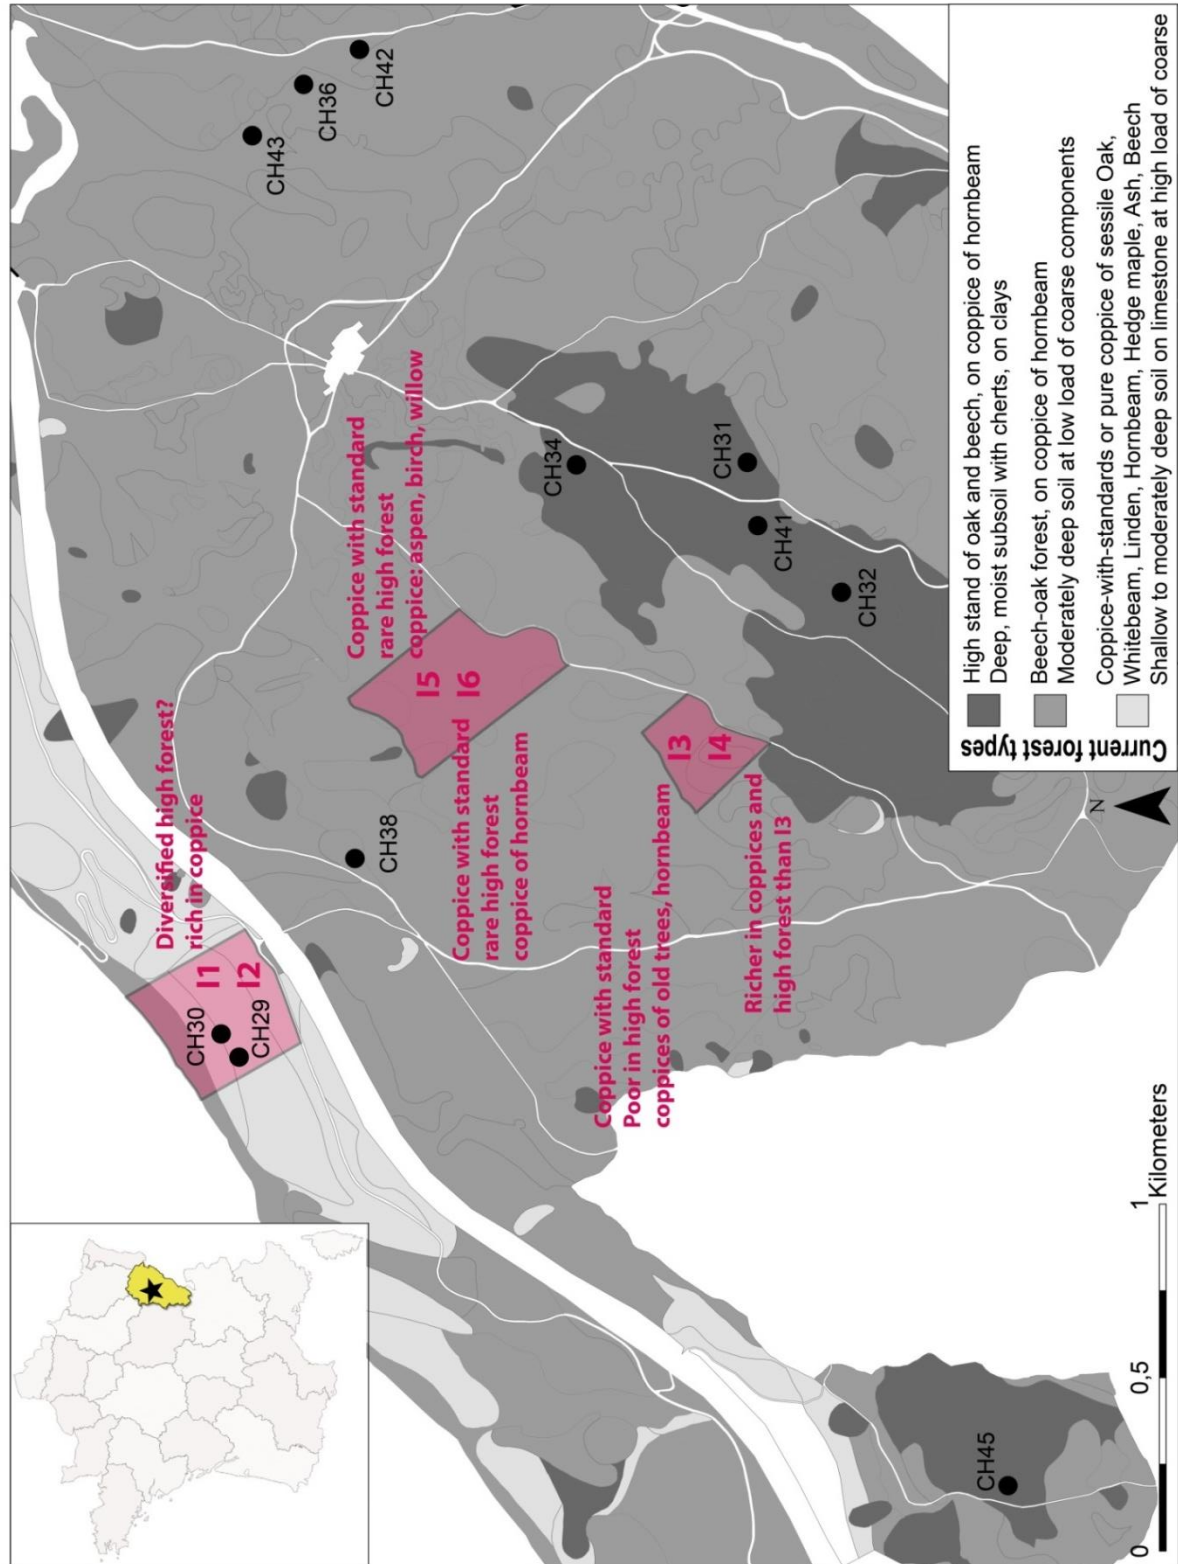 Diversified high forest?
rich in coppice
I1
I2
CH30
CH29
CH38
Coppice with standard
rare high forest
coppice: aspen, birch, willow
I5
I6
Coppice with standard
rare high forest
coppice of hornbeam
CH43
CH36
CH42
CH34
CH31
CH41
CH32
Coppice with standard
Poor in high forest
coppices of old trees, hornbeam
I3
I4
Richer in coppices and
high forest than I3
CH45
0
0,5
1
Kilometers
N
Current forest types
High stand of oak and beech, on coppice of hornbeam
Deep, moist subsoil with cherts, on clays
Beech-oak forest, on coppice of hornbeam
Moderately deep soil at low load of coarse components
Coppice-with-standards or pure coppice of sessile Oak,
Whitebeam, Linden, Hornbeam, Hedge maple, Ash, Beech
Shallow to moderately deep soil on limestone at high load of coarse